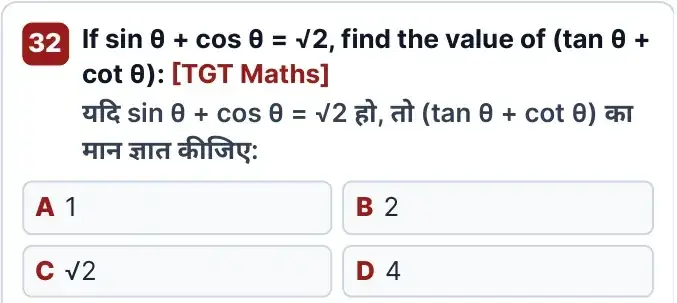 32 If sin θ + cos θ = √2, find the value of (tan θ +
cot θ): [TGT Maths]
यदि sin θ + cos θ = √2 हो, तो (tan θ + cot θ) का
मान ज्ञात कीजिए:
A 1
B 2
C √2
D 4